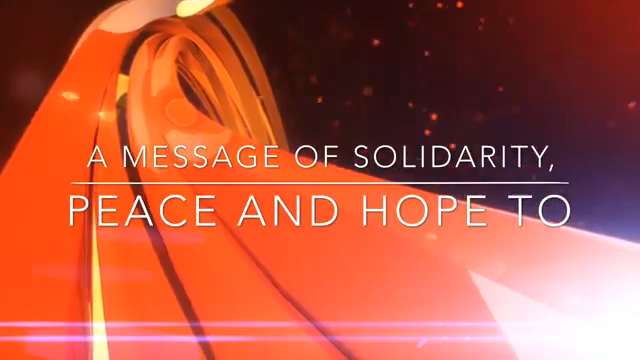 A MESSAGE OF SOLIDARITY,
PEACE AND HOPE TO